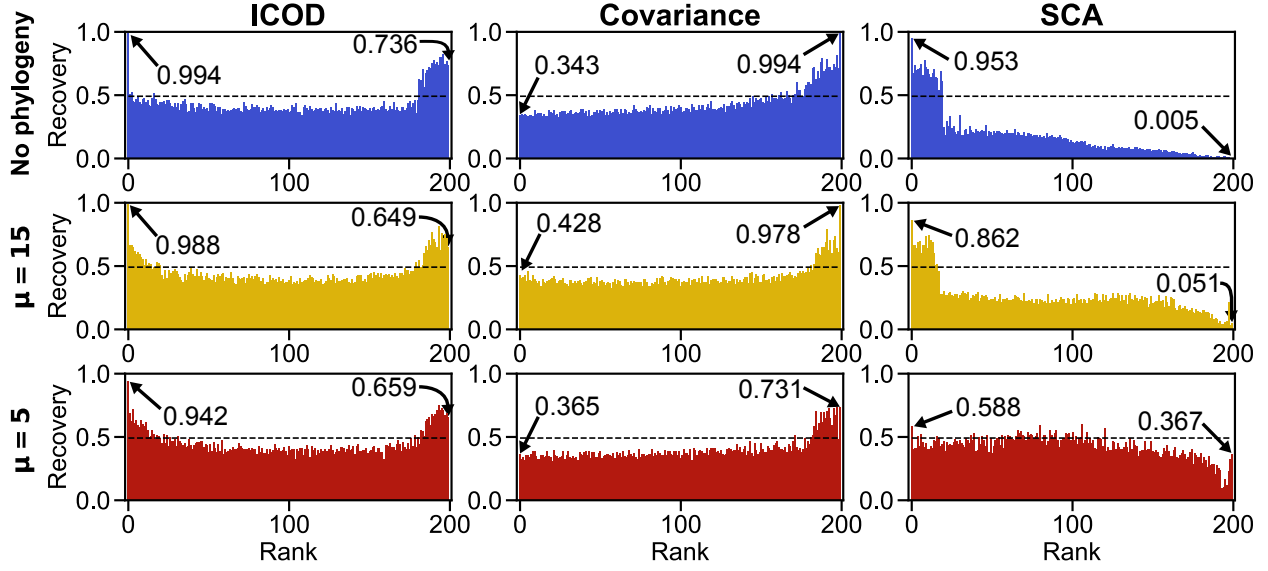 ICOD Covariance SCA
No phylogeny
Recovery
1.0
0.5
0.0
0.994
0.736
0 100 200
1.0
0.5
0.0
0.343
0.994
0 100 200
1.0
0.5
0.0
0.953
0.005
0 100 200
μ = 15
Recovery
1.0
0.5
0.0
0.988
0.649
0 100 200
1.0
0.5
0.0
0.428
0.978
0 100 200
1.0
0.5
0.0
0.862
0.051
0 100 200
μ = 5
Recovery
1.0
0.5
0.0
0.942
0.659
0 100 200
Rank
1.0
0.5
0.0
0.365
0.731
0 100 200
Rank
1.0
0.5
0.0
0.588
0.367
0 100 200
Rank